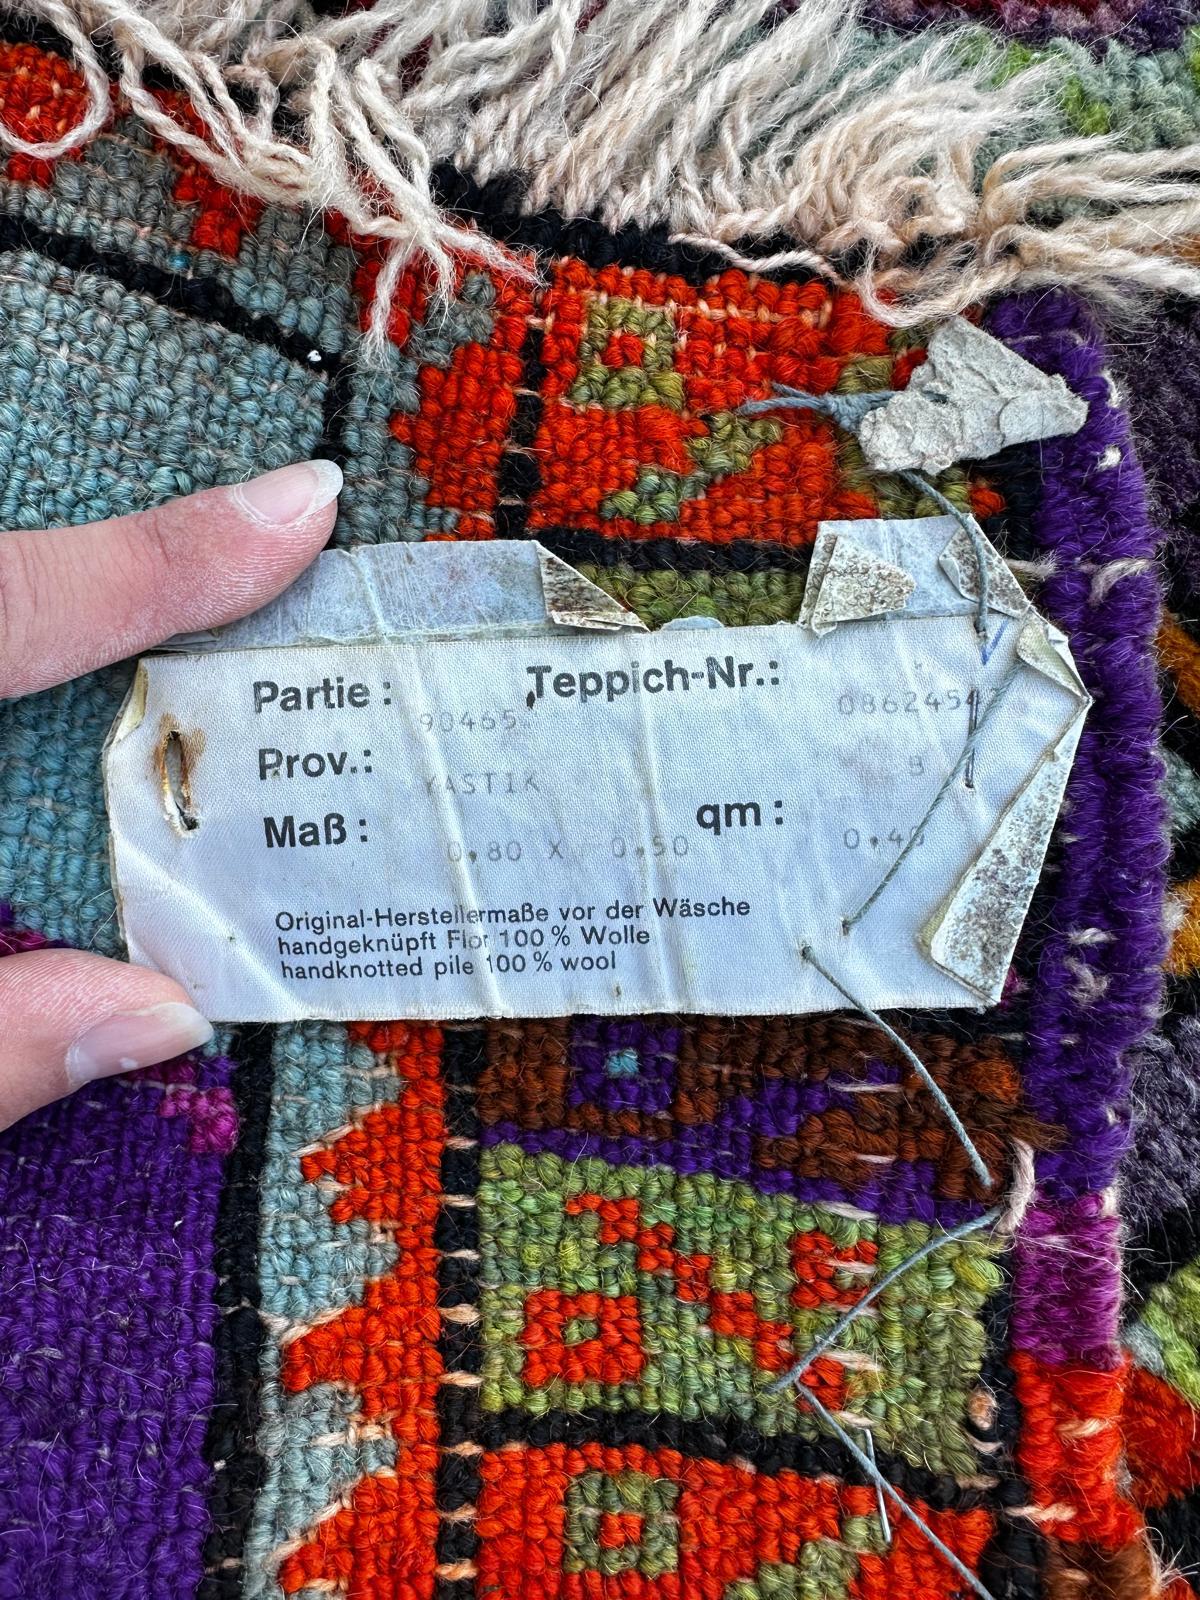 Partie : Teppich-Nr.:
90465 0862454
Prov.: B
YASTIK
Maß : qm :
0,80 X 0,50 0,40
Original-Herstellermaße vor der Wäsche
handgeknüpft Flor 100 % Wolle
handknotted pile 100 % wool